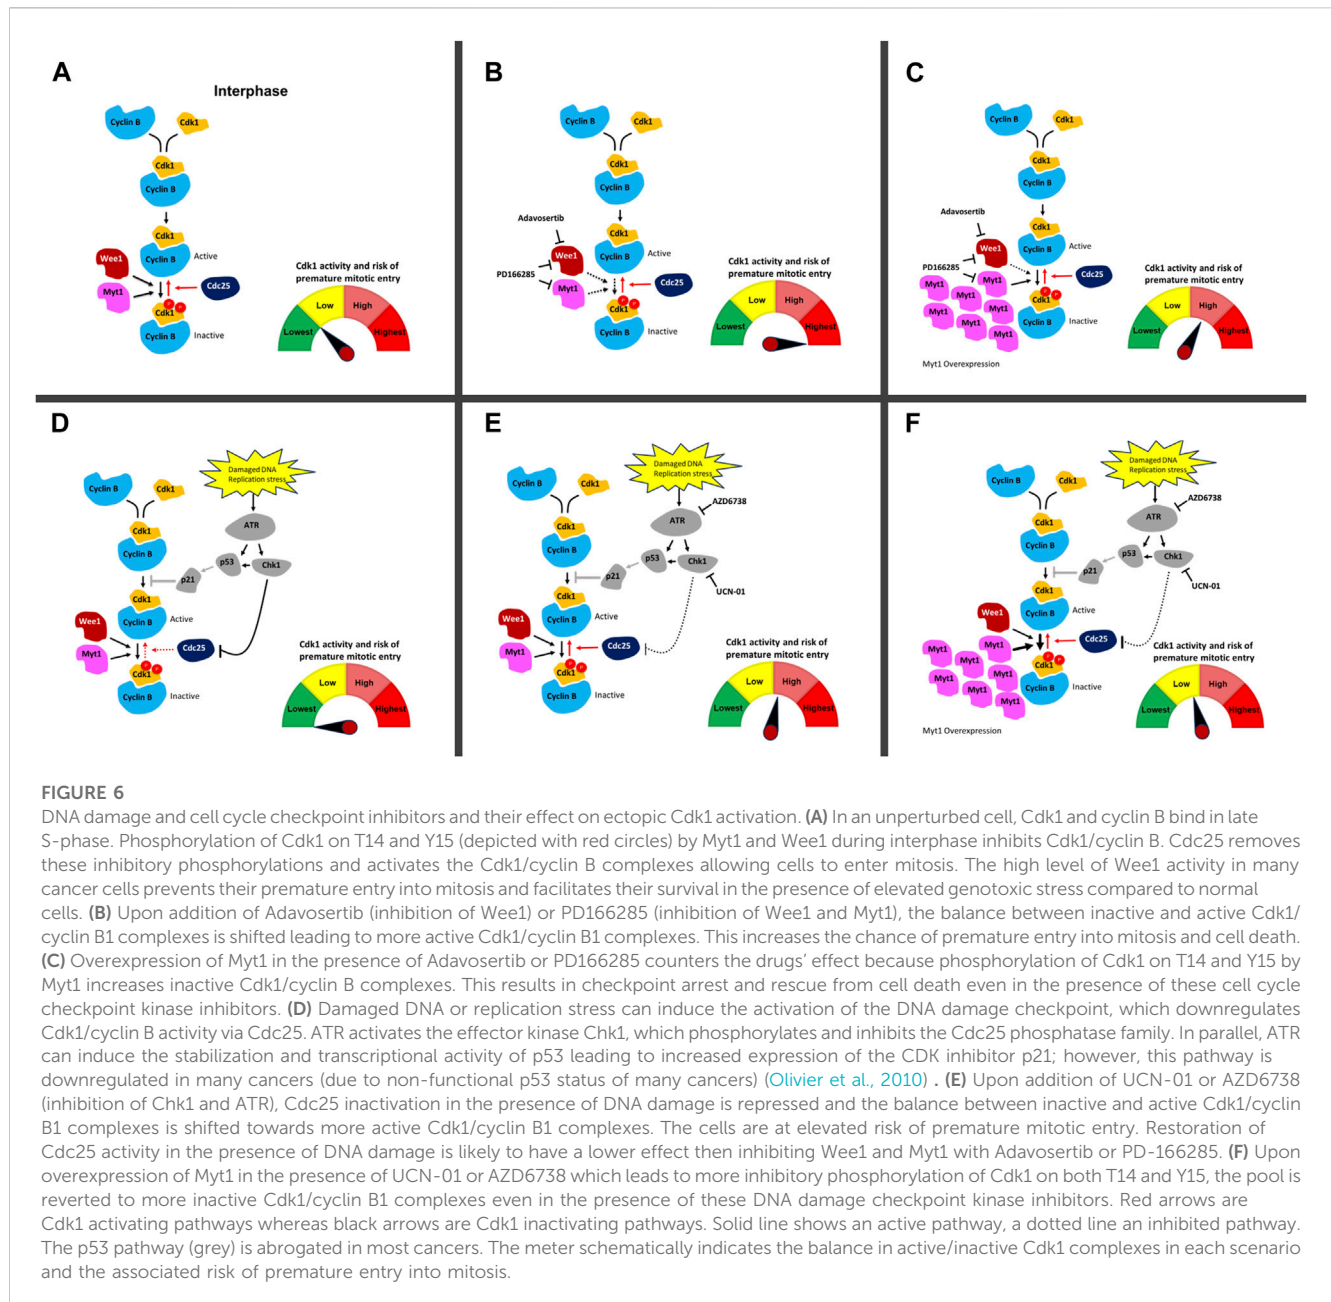 A
Interphase
Cyclin B
Cdk1
Cdk1
Cyclin B
Cdk1
Cyclin B
Active
Wee1
Myt1
Cdc25
P
P
Cdk1
Cyclin B
Inactive
Cdk1 activity and risk of
premature mitotic entry
Lowest
Low
High
Highest
B
Cyclin B
Cdk1
Cdk1
Cyclin B
Adavosertib
Cdk1
Cyclin B
Active
Wee1
PD166285
Myt1
Cdc25
P
P
Cdk1
Cyclin B
Inactive
Cdk1 activity and risk of
premature mitotic entry
Lowest
Low
High
Highest
C
Cyclin B
Cdk1
Cdk1
Cyclin B
Adavosertib
Cdk1
Cyclin B
Active
Wee1
PD166285
Myt1
Myt1
Myt1
Myt1
Myt1
Myt1
Myt1
Cdc25
P
P
Cdk1
Cyclin B
Inactive
Myt1 Overexpression
Cdk1 activity and risk of
premature mitotic entry
Lowest
Low
High
Highest
D
Damaged DNA
Replication stress
Cyclin B
Cdk1
ATR
Cdk1
Cyclin B
p53
Chk1
p21
Cdk1
Cyclin B
Active
Wee1
Myt1
Cdc25
P
P
Cdk1
Cyclin B
Inactive
Cdk1 activity and risk of
premature mitotic entry
Lowest
Low
High
Highest
E
Damaged DNA
Replication stress
Cyclin B
Cdk1
AZD6738
ATR
Cdk1
Cyclin B
p53
Chk1
p21
UCN-01
Cdk1
Cyclin B
Active
Wee1
Myt1
Cdc25
P
P
Cdk1
Cyclin B
Inactive
Cdk1 activity and risk of
premature mitotic entry
Lowest
Low
High
Highest
F
Damaged DNA
Replication stress
Cyclin B
Cdk1
AZD6738
ATR
Cdk1
Cyclin B
p53
Chk1
p21
UCN-01
Cdk1
Cyclin B
Active
Wee1
Cdc25
Myt1
Myt1
Myt1
Myt1
Myt1
Myt1
Myt1
P
P
Cdk1
Cyclin B
Inactive
Myt1 Overexpression
Cdk1 activity and risk of
premature mitotic entry
Lowest
Low
High
Highest
FIGURE 6
DNA damage and cell cycle checkpoint inhibitors and their effect on ectopic Cdk1 activation. (A) In an unperturbed cell, Cdk1 and cyclin B bind in late
S-phase. Phosphorylation of Cdk1 on T14 and Y15 (depicted with red circles) by Myt1 and Wee1 during interphase inhibits Cdk1/cyclin B. Cdc25 removes
these inhibitory phosphorylations and activates the Cdk1/cyclin B complexes allowing cells to enter mitosis. The high level of Wee1 activity in many
cancer cells prevents their premature entry into mitosis and facilitates their survival in the presence of elevated genotoxic stress compared to normal
cells. (B) Upon addition of Adavosertib (inhibition of Wee1) or PD166285 (inhibition of Wee1 and Myt1), the balance between inactive and active Cdk1/
cyclin B1 complexes is shifted leading to more active Cdk1/cyclin B1 complexes. This increases the chance of premature entry into mitosis and cell death.
(C) Overexpression of Myt1 in the presence of Adavosertib or PD166285 counters the drugs’ effect because phosphorylation of Cdk1 on T14 and Y15 by
Myt1 increases inactive Cdk1/cyclin B complexes. This results in checkpoint arrest and rescue from cell death even in the presence of these cell cycle
checkpoint kinase inhibitors. (D) Damaged DNA or replication stress can induce the activation of the DNA damage checkpoint, which downregulates
Cdk1/cyclin B activity via Cdc25. ATR activates the effector kinase Chk1, which phosphorylates and inhibits the Cdc25 phosphatase family. In parallel, ATR
can induce the stabilization and transcriptional activity of p53 leading to increased expression of the CDK inhibitor p21; however, this pathway is
downregulated in many cancers (due to non-functional p53 status of many cancers) (Olivier et al., 2010) . (E) Upon addition of UCN-01 or AZD6738
(inhibition of Chk1 and ATR), Cdc25 inactivation in the presence of DNA damage is repressed and the balance between inactive and active Cdk1/cyclin
B1 complexes is shifted towards more active Cdk1/cyclin B1 complexes. The cells are at elevated risk of premature mitotic entry. Restoration of
Cdc25 activity in the presence of DNA damage is likely to have a lower effect then inhibiting Wee1 and Myt1 with Adavosertib or PD-166285. (F) Upon
overexpression of Myt1 in the presence of UCN-01 or AZD6738 which leads to more inhibitory phosphorylation of Cdk1 on both T14 and Y15, the pool is
reverted to more inactive Cdk1/cyclin B1 complexes even in the presence of these DNA damage checkpoint kinase inhibitors. Red arrows are
Cdk1 activating pathways whereas black arrows are Cdk1 inactivating pathways. Solid line shows an active pathway, a dotted line an inhibited pathway.
The p53 pathway (grey) is abrogated in most cancers. The meter schematically indicates the balance in active/inactive Cdk1 complexes in each scenario
and the associated risk of premature entry into mitosis.